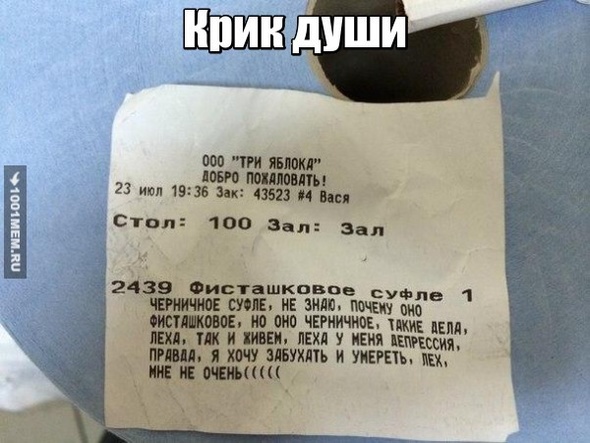 Крик души
ООО "ТРИ ЯБЛОКА"
ДОБРО ПОЖАЛОВАТЬ!
23 июл 19:36 Зак: 43523 #4 Вася
Стол: 100 Зал: Зал
2439 Фисташковое суфле 1
ЧЕРНИЧНОЕ СУФЛЕ, НЕ ЗНАЮ, ПОЧЕМУ ОНО
ФИСТАШКОВОЕ, НО ОНО ЧЕРНИЧНОЕ, ТАКИЕ ДЕЛА,
ЛЕХА, ТАК И ЖИВЕМ, ЛЕХА У МЕНЯ ДЕПРЕССИЯ,
ПРАВДА, Я ХОЧУ ЗАБУХАТЬ И УМЕРЕТЬ, ЛЕХ,
МНЕ НЕ ОЧЕНЬ(((((
1001MEM.RU